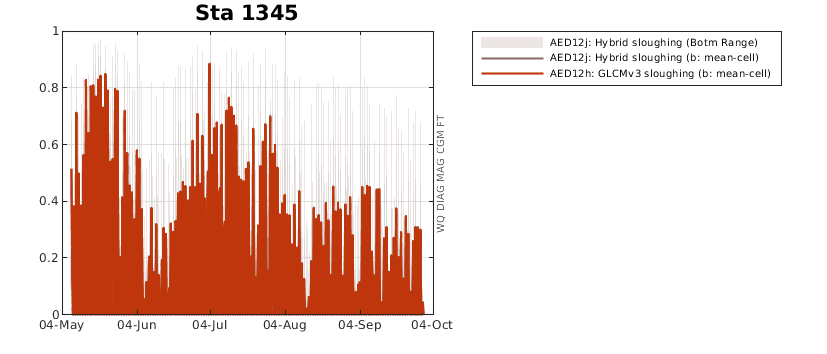 Sta 1345
1
0.8
0.6
0.4
0.2
0
04-May 04-Jun 04-Jul 04-Aug 04-Sep 04-Oct
WQ DIAG MAG CGM FT
AED12j: Hybrid sloughing (Botm Range)
AED12j: Hybrid sloughing (b: mean-cell)
AED12h: GLCMv3 sloughing (b: mean-cell)